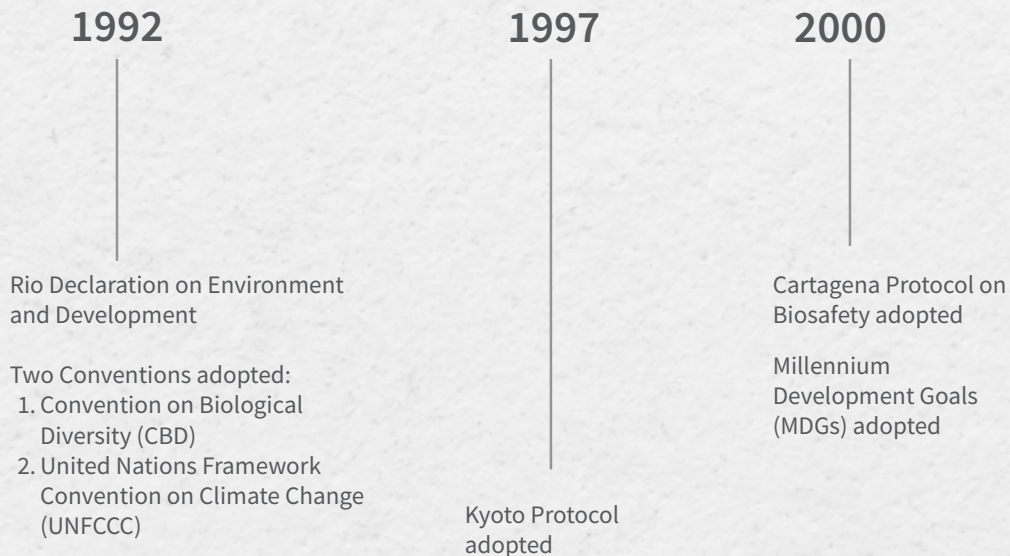 1992
Rio Declaration on Environment
and Development
Two Conventions adopted:
1. Convention on Biological
Diversity (CBD)
2. United Nations Framework
Convention on Climate Change
(UNFCCC)
1997
Kyoto Protocol
adopted
2000
Cartagena Protocol on
Biosafety adopted
Millennium
Development Goals
(MDGs) adopted